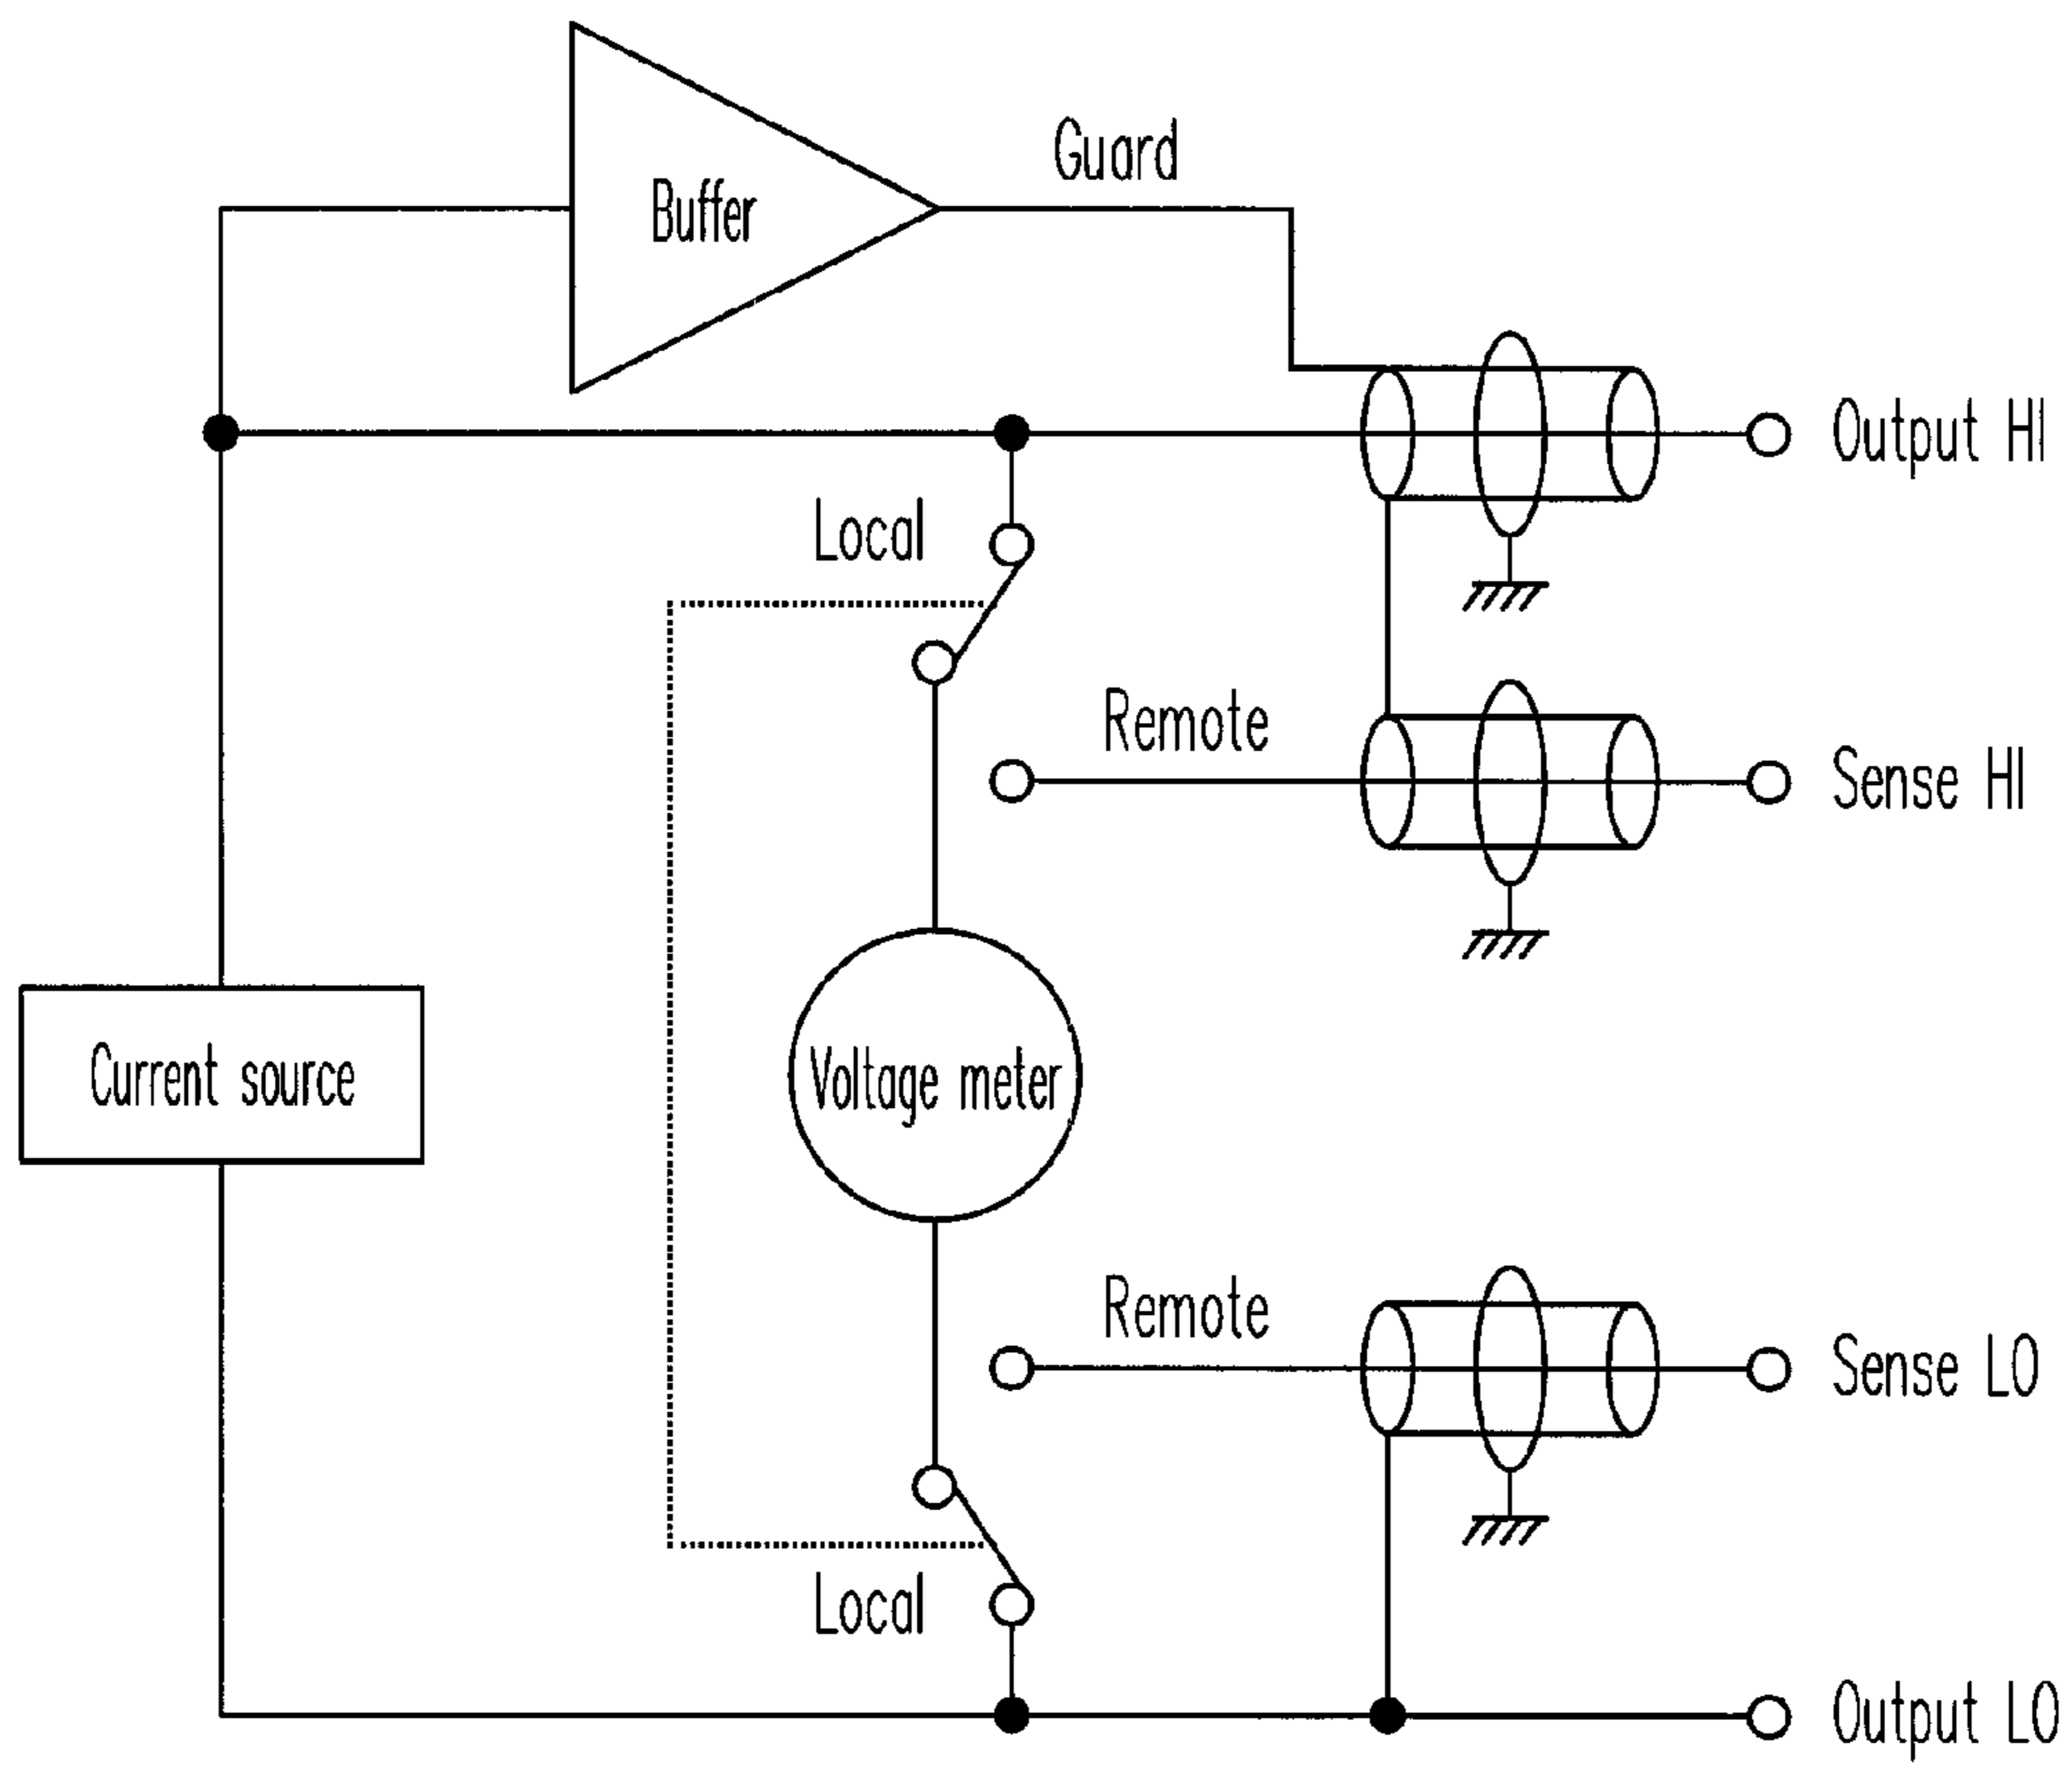 Guard
Buffer
Output HI
Local
Remote
Sense HI
Current source
Voltage meter
Remote
Sense LO
Local
Output LO